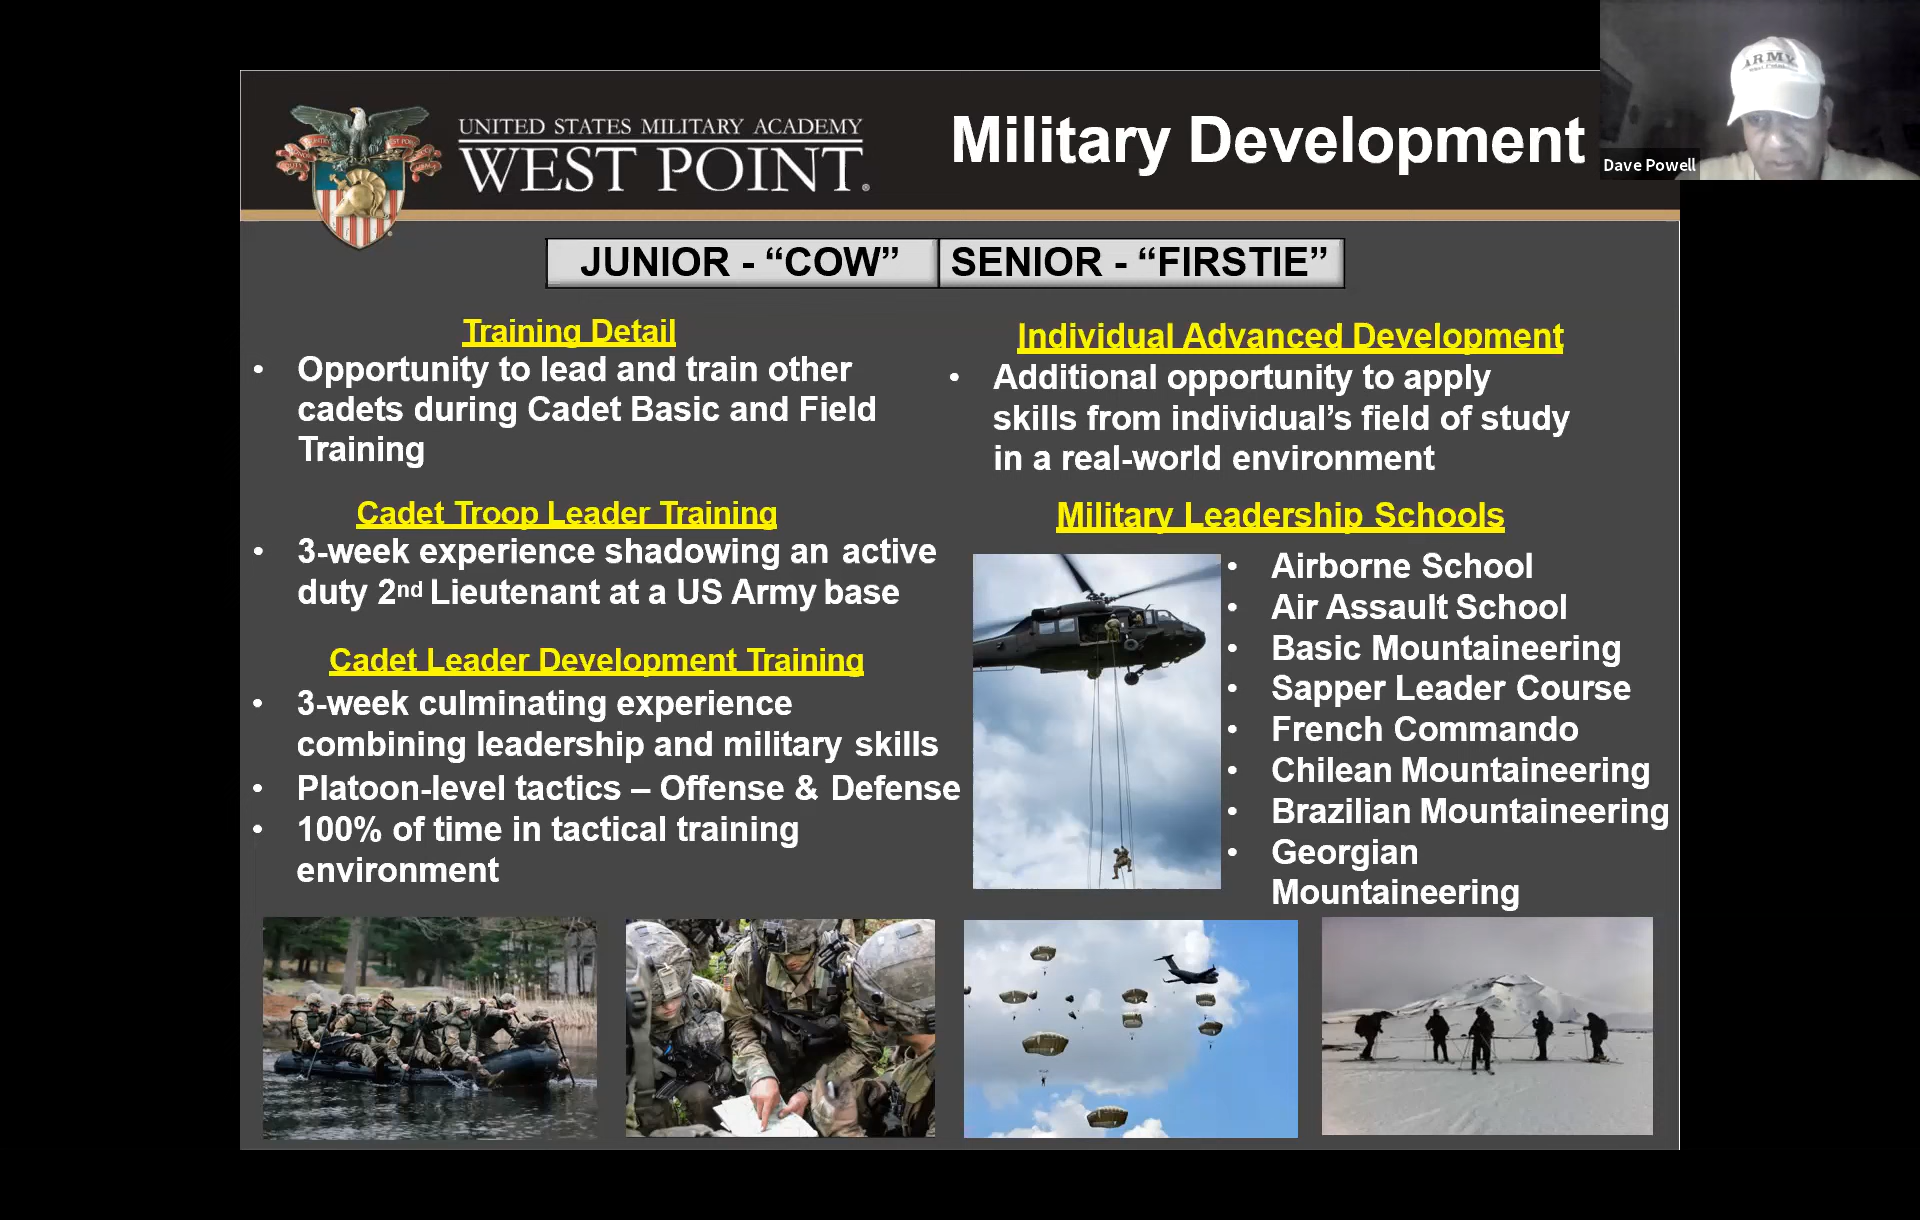 UNITED STATES MILITARY ACADEMY
WEST POINT®
Military Development
ARMY
Dave Powell
JUNIOR - “COW”
SENIOR - “FIRSTIE”
Training Detail
• Opportunity to lead and train other
cadets during Cadet Basic and Field
Training
Cadet Troop Leader Training
• 3-week experience shadowing an active
duty 2nd Lieutenant at a US Army base
Cadet Leader Development Training
• 3-week culminating experience
combining leadership and military skills
• Platoon-level tactics – Offense & Defense
• 100% of time in tactical training
environment
Individual Advanced Development
• Additional opportunity to apply
skills from individual’s field of study
in a real-world environment
Military Leadership Schools
• Airborne School
• Air Assault School
• Basic Mountaineering
• Sapper Leader Course
• French Commando
• Chilean Mountaineering
• Brazilian Mountaineering
• Georgian
Mountaineering